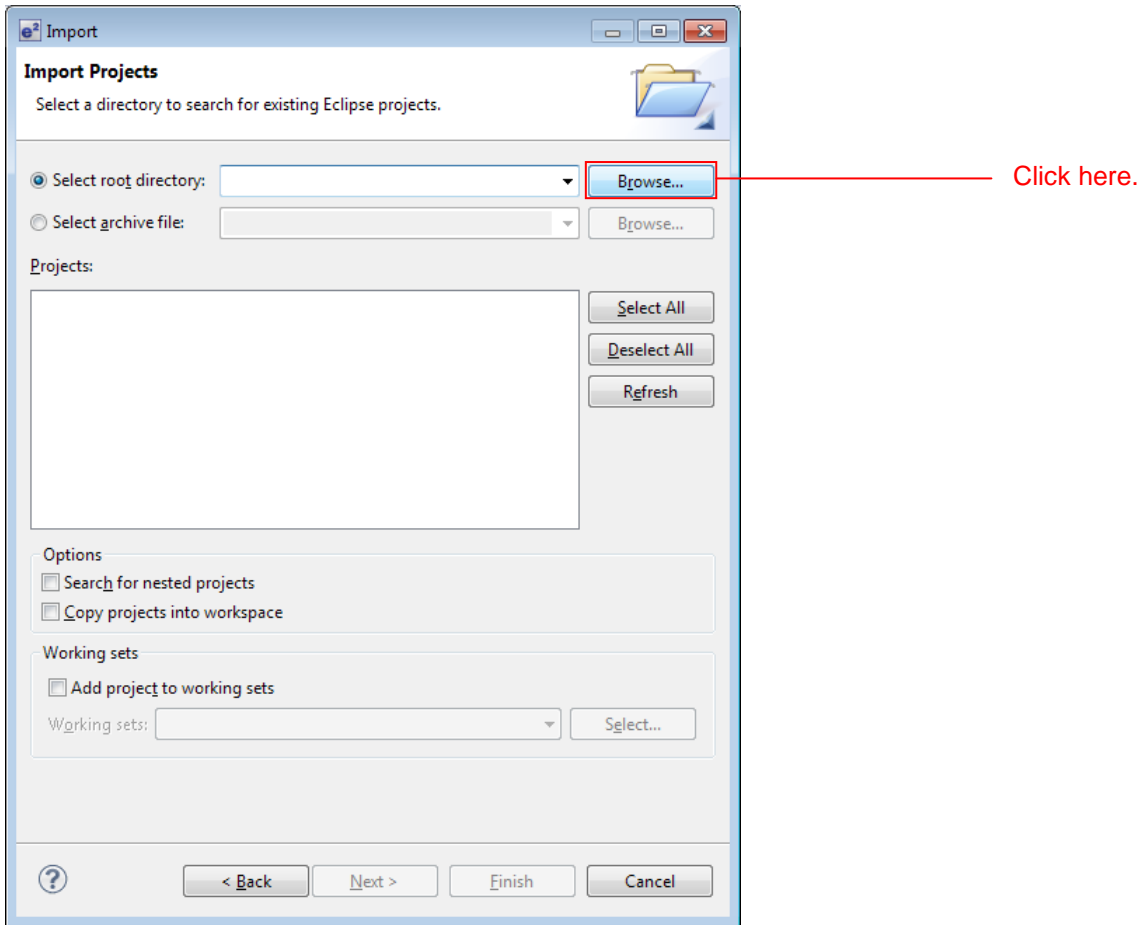 e² Import
Import Projects
Select a directory to search for existing Eclipse projects.
Select root directory: Browse... Click here.
Select archive file: Browse...
Projects:
Select All
Deselect All
Refresh
Options
Search for nested projects
Copy projects into workspace
Working sets
Add project to working sets
Working sets: Select...
? < Back Next > Finish Cancel